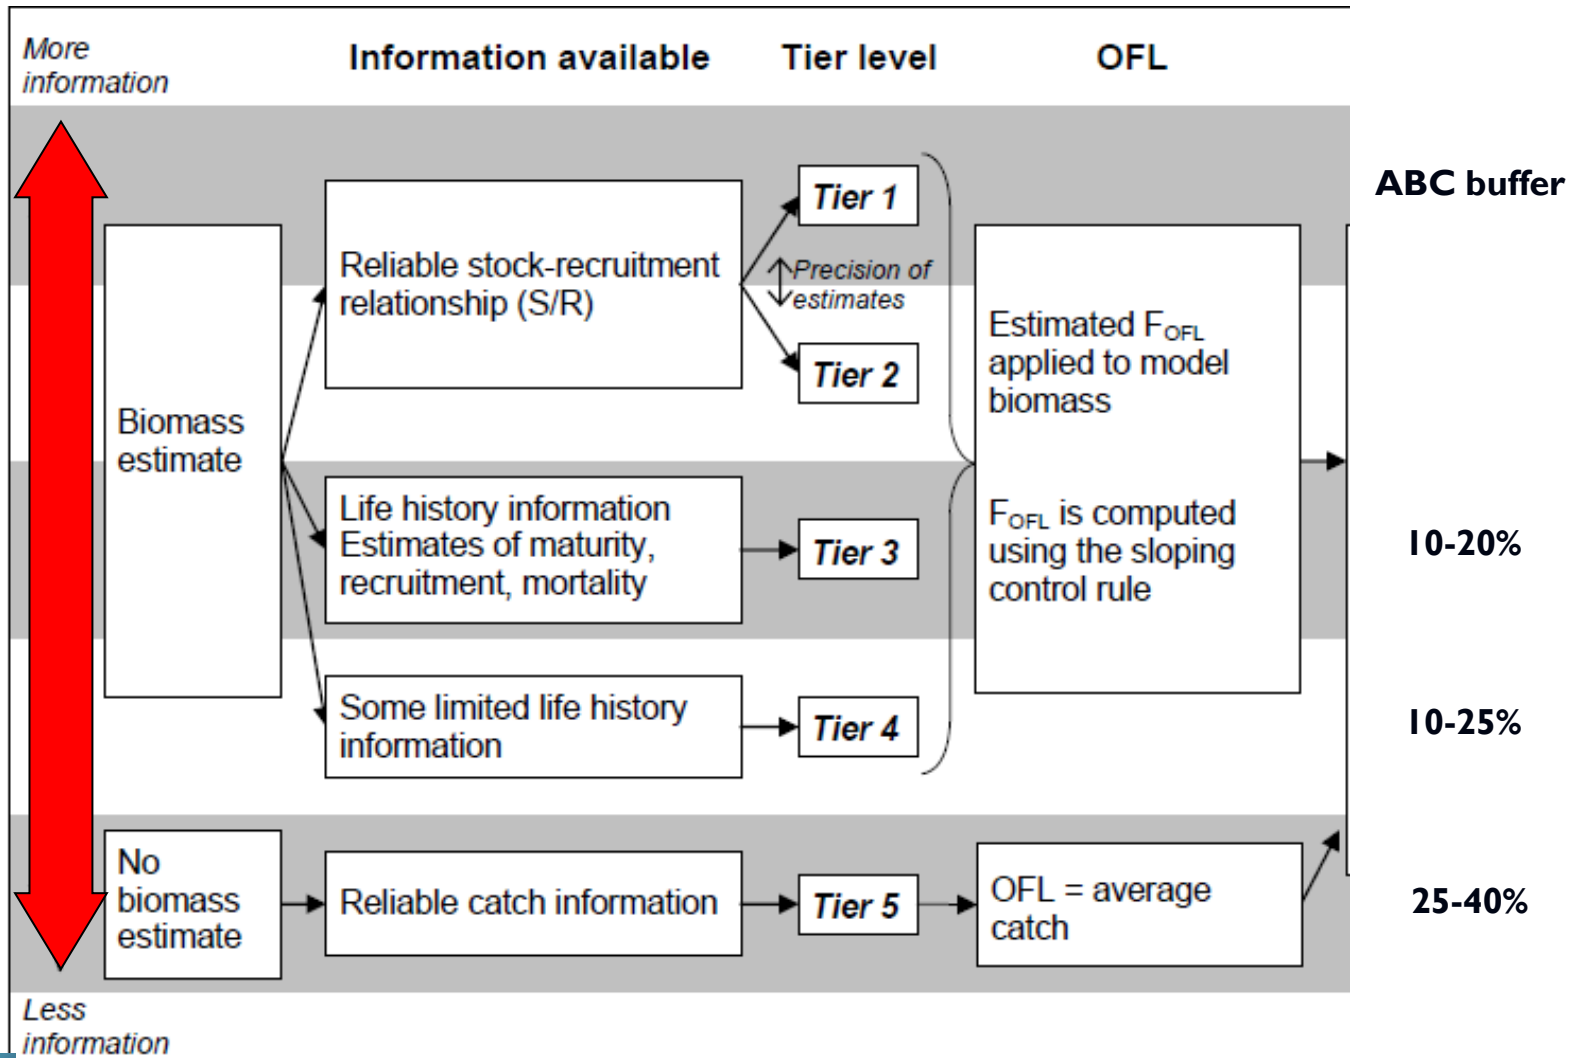 More
information
Information available
Tier level
OFL
ABC buffer
Biomass
estimate
Reliable stock-recruitment
relationship (S/R)
Tier 1
Precision of
estimates
Tier 2
Estimated FOFL
applied to model
biomass
FOFL is computed
using the sloping
control rule
Life history information
Estimates of maturity,
recruitment, mortality
Tier 3
10-20%
Some limited life history
information
Tier 4
10-25%
No
biomass
estimate
Reliable catch information
Tier 5
OFL = average
catch
25-40%
Less
information